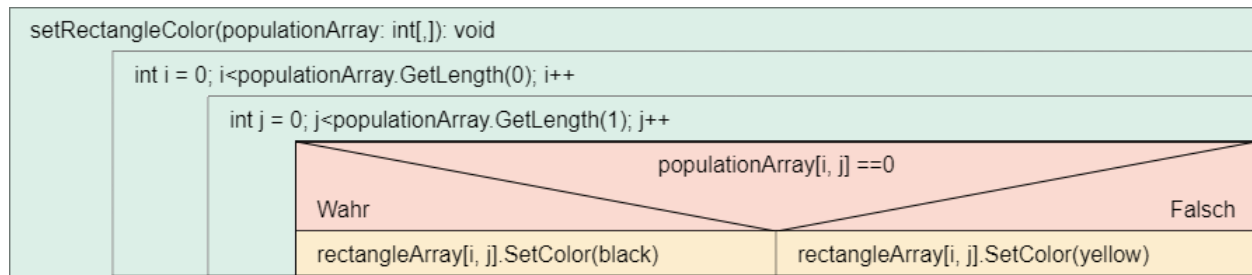 setRectangleColor(populationArray: int[,]): void
int i = 0; i<populationArray.GetLength(0); i++
int j = 0; j<populationArray.GetLength(1); j++
populationArray[i, j] ==0
Wahr Falsch
rectangleArray[i, j].SetColor(black) rectangleArray[i, j].SetColor(yellow)